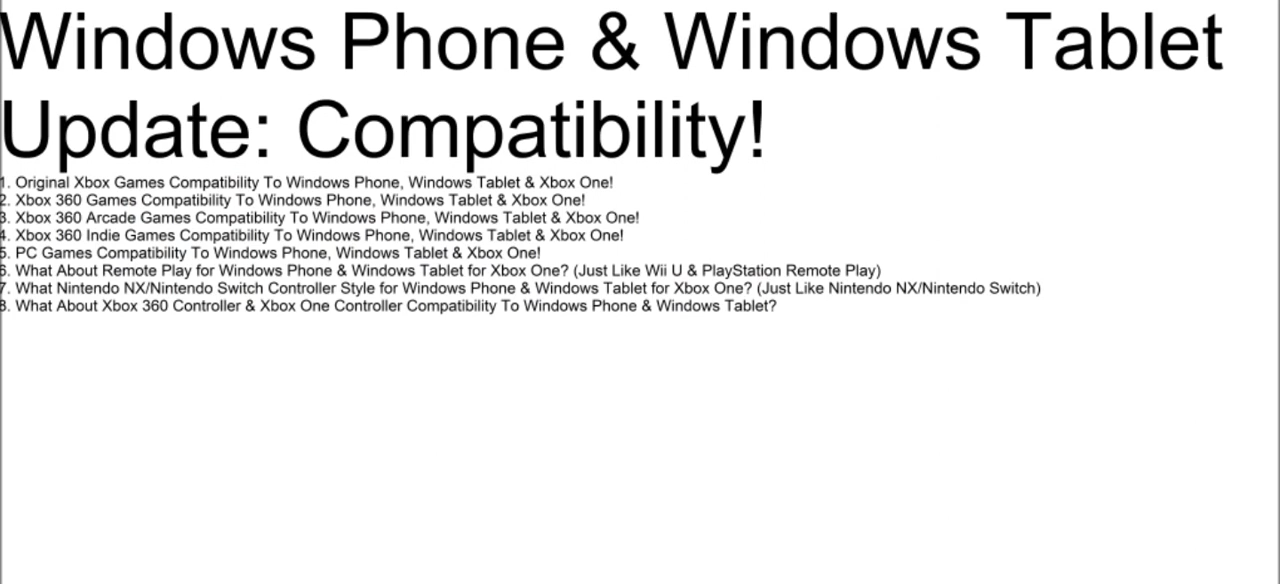 Windows Phone & Windows Tablet
Update: Compatibility!
1. Original Xbox Games Compatibility To Windows Phone, Windows Tablet & Xbox One!
2. Xbox 360 Games Compatibility To Windows Phone, Windows Tablet & Xbox One!
3. Xbox 360 Arcade Games Compatibility To Windows Phone, Windows Tablet & Xbox One!
4. Xbox 360 Indie Games Compatibility To Windows Phone, Windows Tablet & Xbox One!
5. PC Games Compatibility To Windows Phone, Windows Tablet & Xbox One!
6. What About Remote Play for Windows Phone & Windows Tablet for Xbox One? (Just Like Wii U & PlayStation Remote Play)
7. What Nintendo NX/Nintendo Switch Controller Style for Windows Phone & Windows Tablet for Xbox One? (Just Like Nintendo NX/Nintendo Switch)
8. What About Xbox 360 Controller & Xbox One Controller Compatibility To Windows Phone & Windows Tablet?